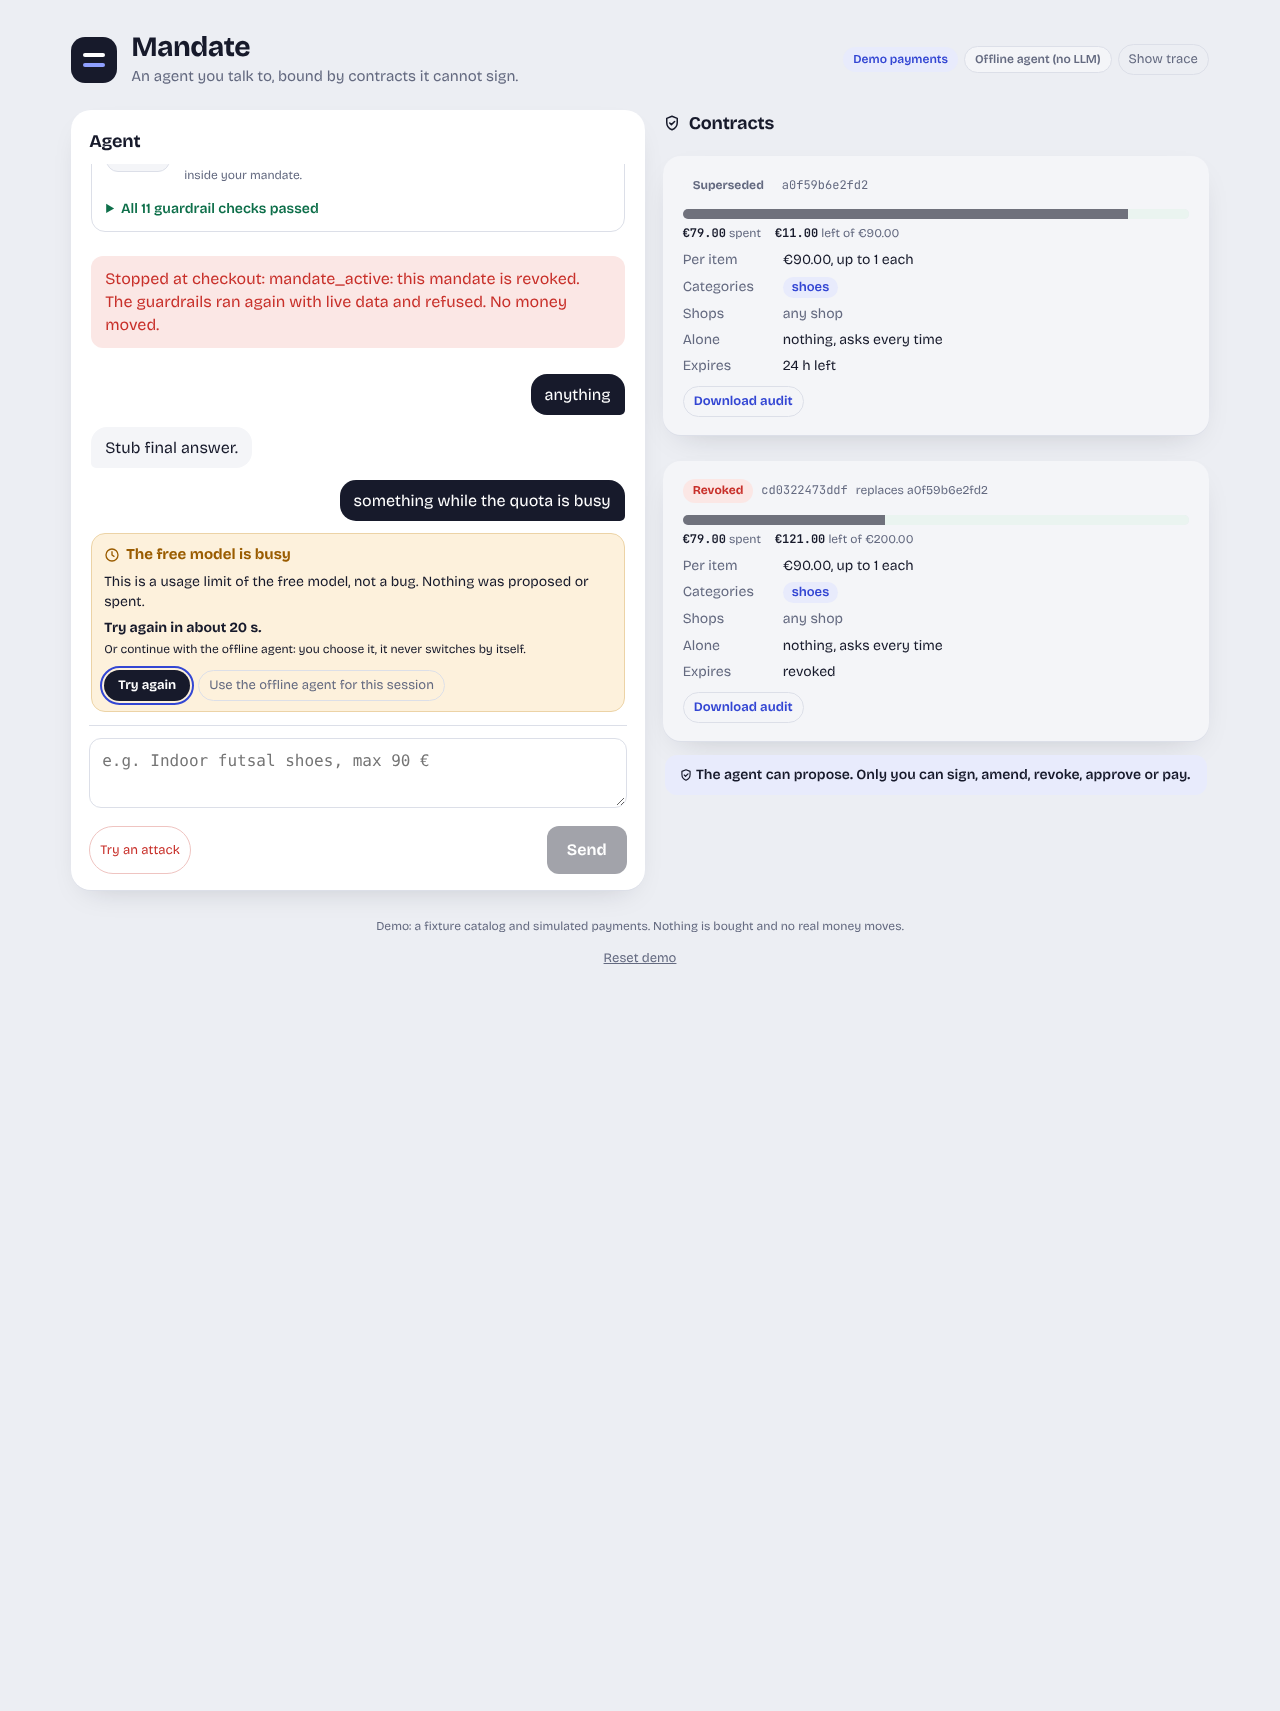 Mandate
An agent you talk to, bound by contracts it cannot sign.
Demo payments
Offline agent (no LLM)
Show trace
Agent
inside your mandate.
All 11 guardrail checks passed
Stopped at checkout: mandate_active: this mandate is revoked.
The guardrails ran again with live data and refused. No money
moved.
anything
Stub final answer.
something while the quota is busy
The free model is busy
This is a usage limit of the free model, not a bug. Nothing was proposed or
spent.
Try again in about 20 s.
Or continue with the offline agent: you choose it, it never switches by itself.
Try again
Use the offline agent for this session
e.g. Indoor futsal shoes, max 90 €
Try an attack
Send
Contracts
Superseded a0f59b6e2fd2
€79.00 spent €11.00 left of €90.00
Per item €90.00, up to 1 each
Categories shoes
Shops any shop
Alone nothing, asks every time
Expires 24 h left
Download audit
Revoked cd0322473ddf replaces a0f59b6e2fd2
€79.00 spent €121.00 left of €200.00
Per item €90.00, up to 1 each
Categories shoes
Shops any shop
Alone nothing, asks every time
Expires revoked
Download audit
The agent can propose. Only you can sign, amend, revoke, approve or pay.
Demo: a fixture catalog and simulated payments. Nothing is bought and no real money moves.
Reset demo